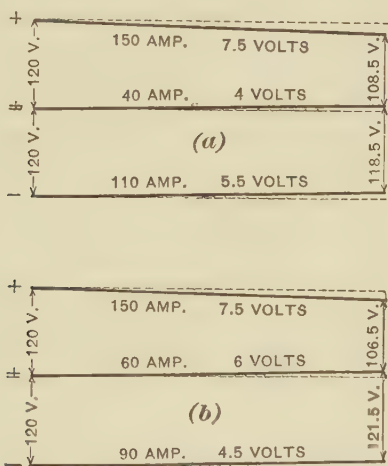 +
150 AMP. 7.5 VOLTS
120 V.
108.5 V.
40 AMP. 4 VOLTS
(a)
120 V.
118.5 V.
110 AMP. 5.5 VOLTS
+
150 AMP. 7.5 VOLTS
120 V.
106.5 V.
60 AMP. 6 VOLTS
(b)
120 V.
121.5 V.
90 AMP. 4.5 VOLTS